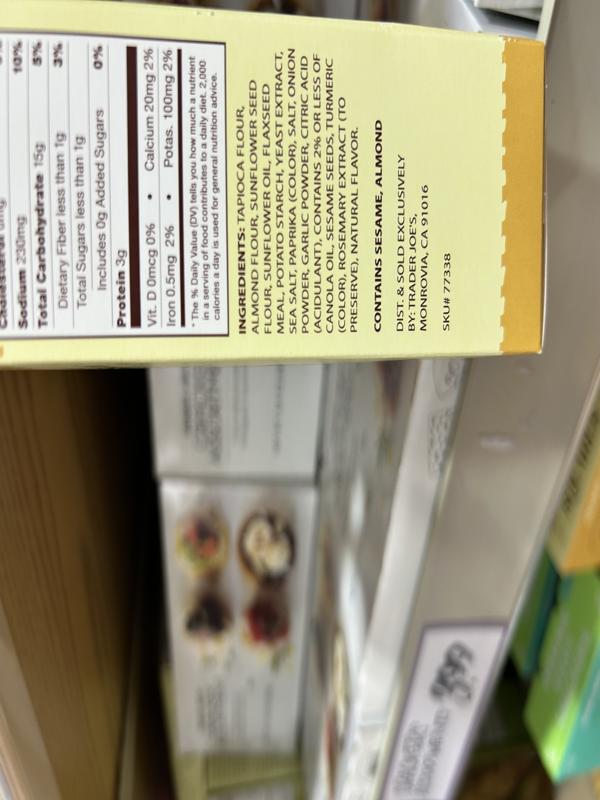 10%
Sodium 230mg
5%
Total Carbohydrate 15g
3%
Dietary Fiber less than 1g
Total Sugars less than 1g
Includes 0g Added Sugars 0%
Protein 3g
Vit. D 0mcg 0% • Calcium 20mg 2%
Iron 0.5mg 2% • Potas. 100mg 2%
* The % Daily Value (DV) tells you how much a nutrient
in a serving of food contributes to a daily diet. 2,000
calories a day is used for general nutrition advice.
INGREDIENTS: TAPIOCA FLOUR,
ALMOND FLOUR, SUNFLOWER SEED
FLOUR, SUNFLOWER OIL, FLAXSEED
MEAL, POTATO STARCH, YEAST EXTRACT,
SEA SALT, PAPRIKA (COLOR), SALT, ONION
POWDER, GARLIC POWDER, CITRIC ACID
(ACIDULANT), CONTAINS 2% OR LESS OF
CANOLA OIL, SESAME SEEDS, TURMERIC
(COLOR), ROSEMARY EXTRACT (TO
PRESERVE), NATURAL FLAVOR.
CONTAINS SESAME, ALMOND
DIST. & SOLD EXCLUSIVELY
BY: TRADER JOE'S,
MONROVIA, CA 91016
SKU# 77338